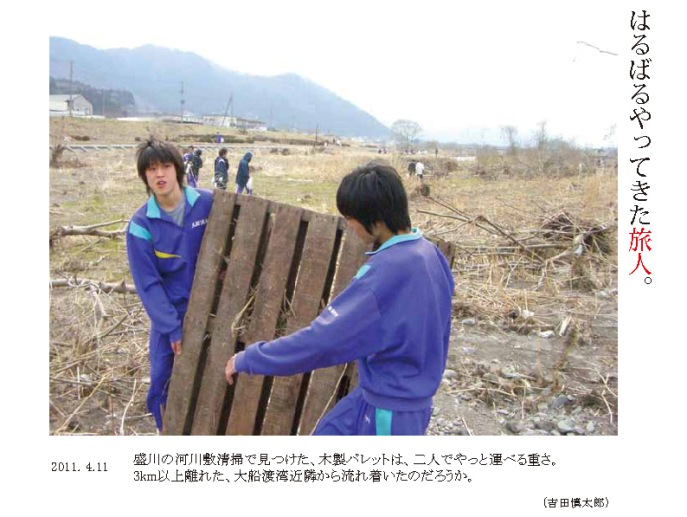 はるばるやってきた旅人。
2011. 4.11
盛川の河川敷清掃で見つけた、木製パレットは、二人でやっと運べる重さ。
3km以上離れた、大船渡湾近隣から流れ着いたのだろうか。
(吉田慎太郎)